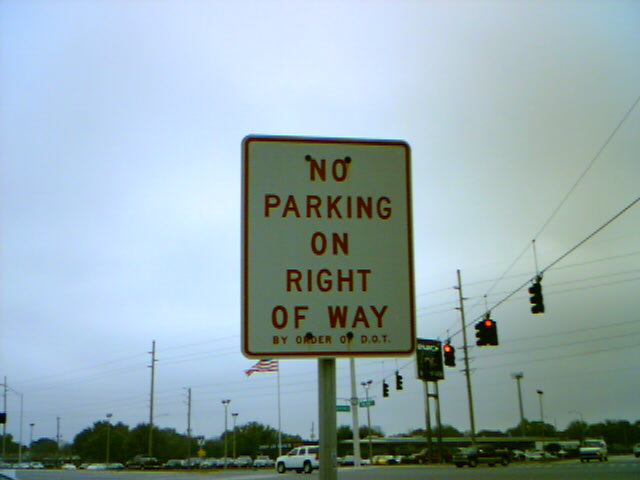 NO
PARKING
ON
RIGHT
OF WAY
BY ORDER OF D.O.T.